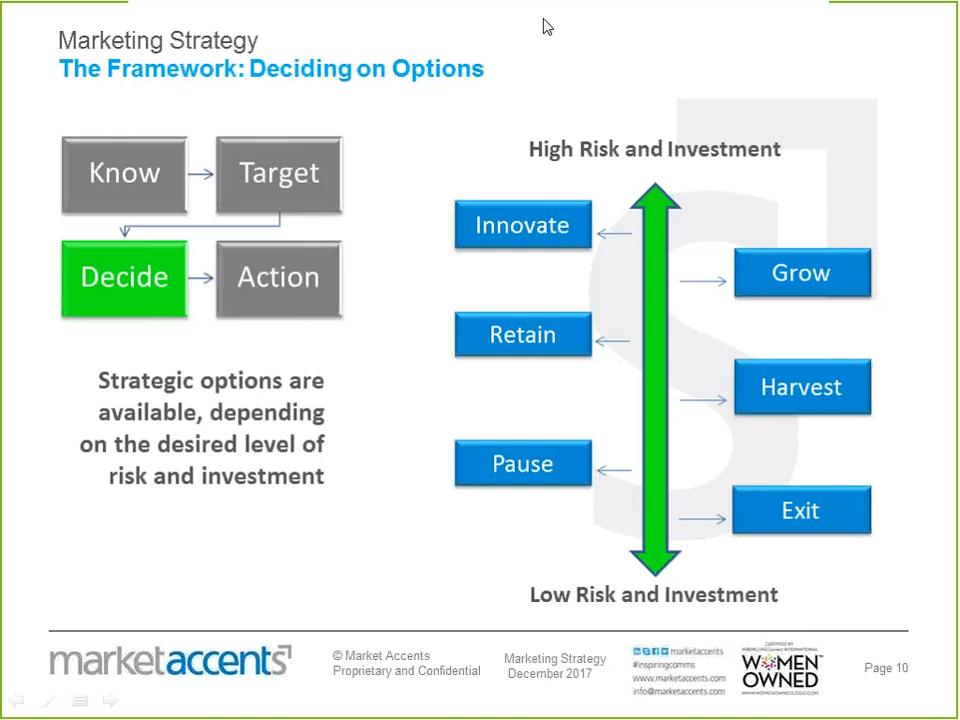 Marketing Strategy
The Framework: Deciding on Options
Know
Target
Decide
Action
Strategic options are
available, depending
on the desired level of
risk and investment
High Risk and Investment
Innovate
Grow
Retain
Harvest
Pause
Exit
Low Risk and Investment
marketaccents
© Market Accents
Proprietary and Confidential
Marketing Strategy
December 2017
marketaccents
#inspiringcomms
www.marketaccents.com
info@marketaccents.com
WOMEN
OWNED
Page 10